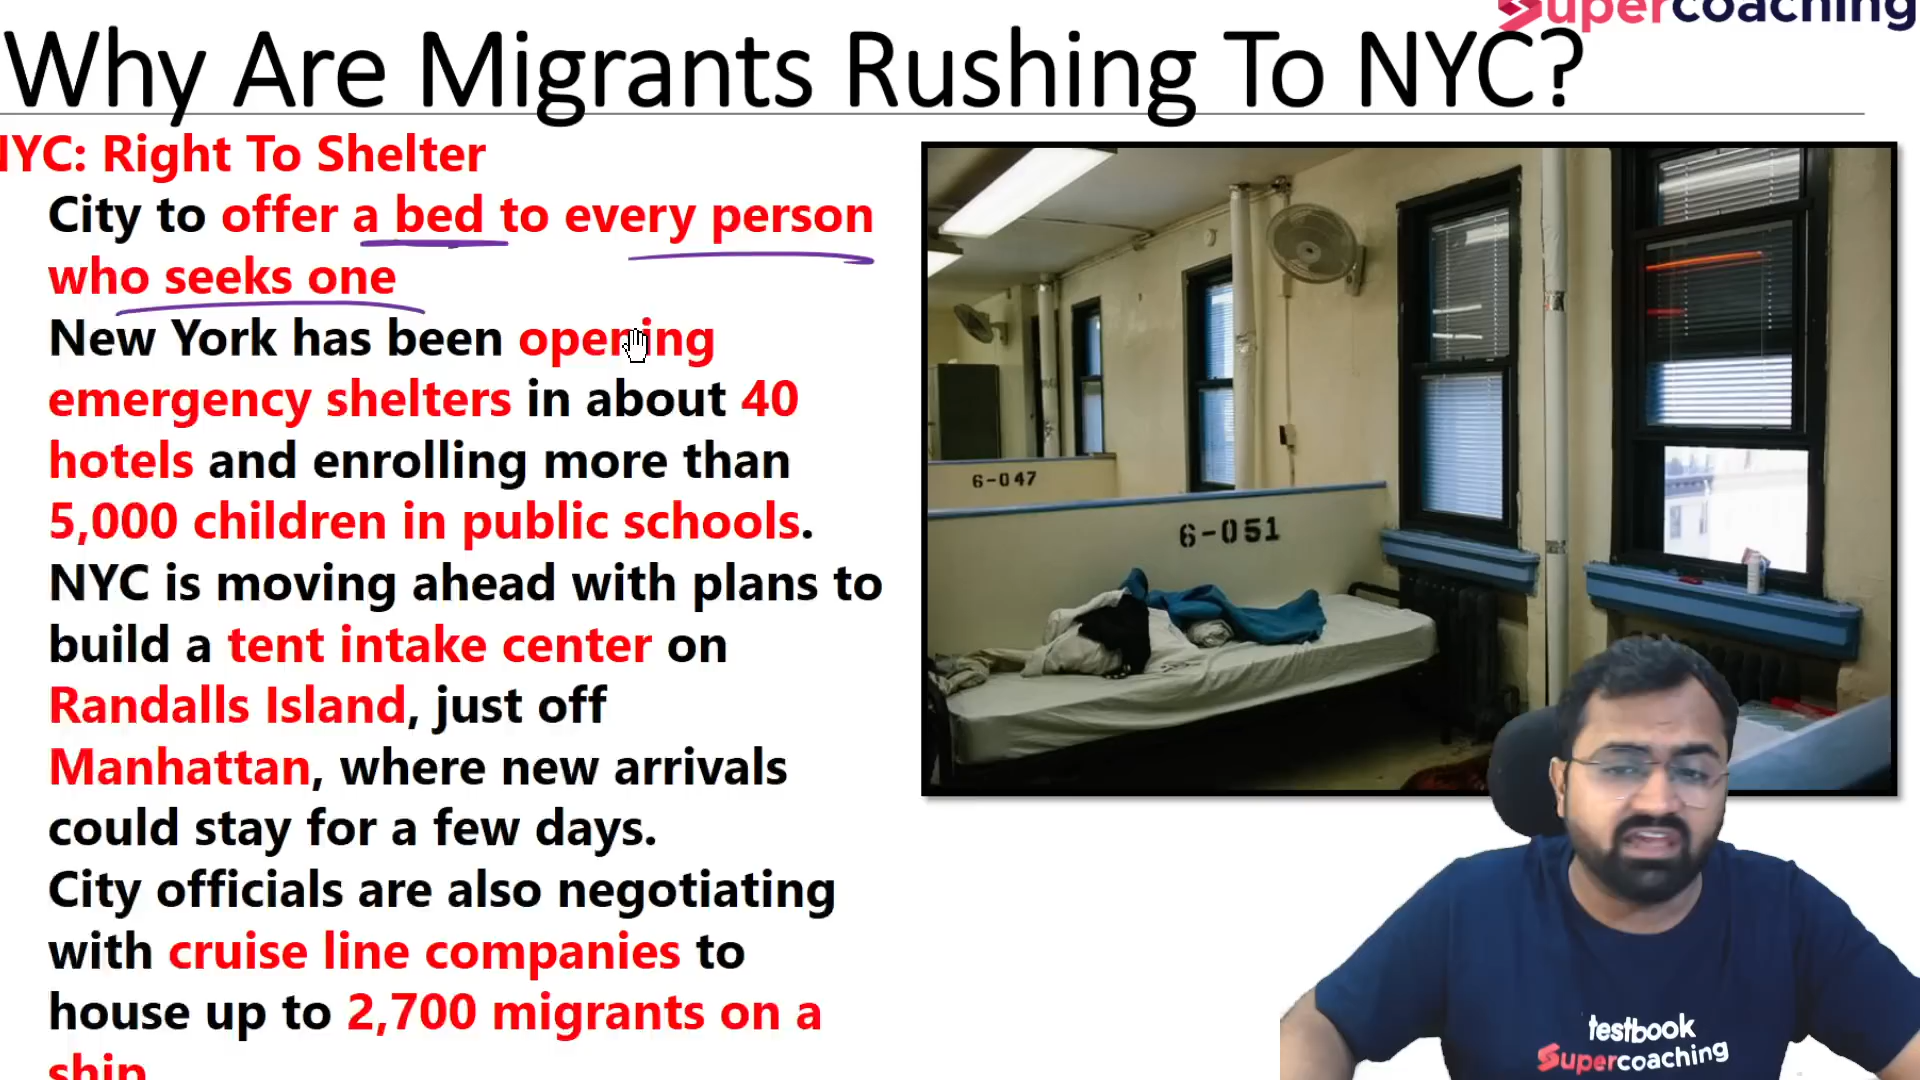 Supercoaching
Why Are Migrants Rushing To NYC?
NYC: Right To Shelter
City to offer a bed to every person
who seeks one
New York has been opening
emergency shelters in about 40
hotels and enrolling more than
5,000 children in public schools.
NYC is moving ahead with plans to
build a tent intake center on
Randalls Island, just off
Manhattan, where new arrivals
could stay for a few days.
City officials are also negotiating
with cruise line companies to
house up to 2,700 migrants on a
ship
6-047
6-051
testbook
Supercoaching